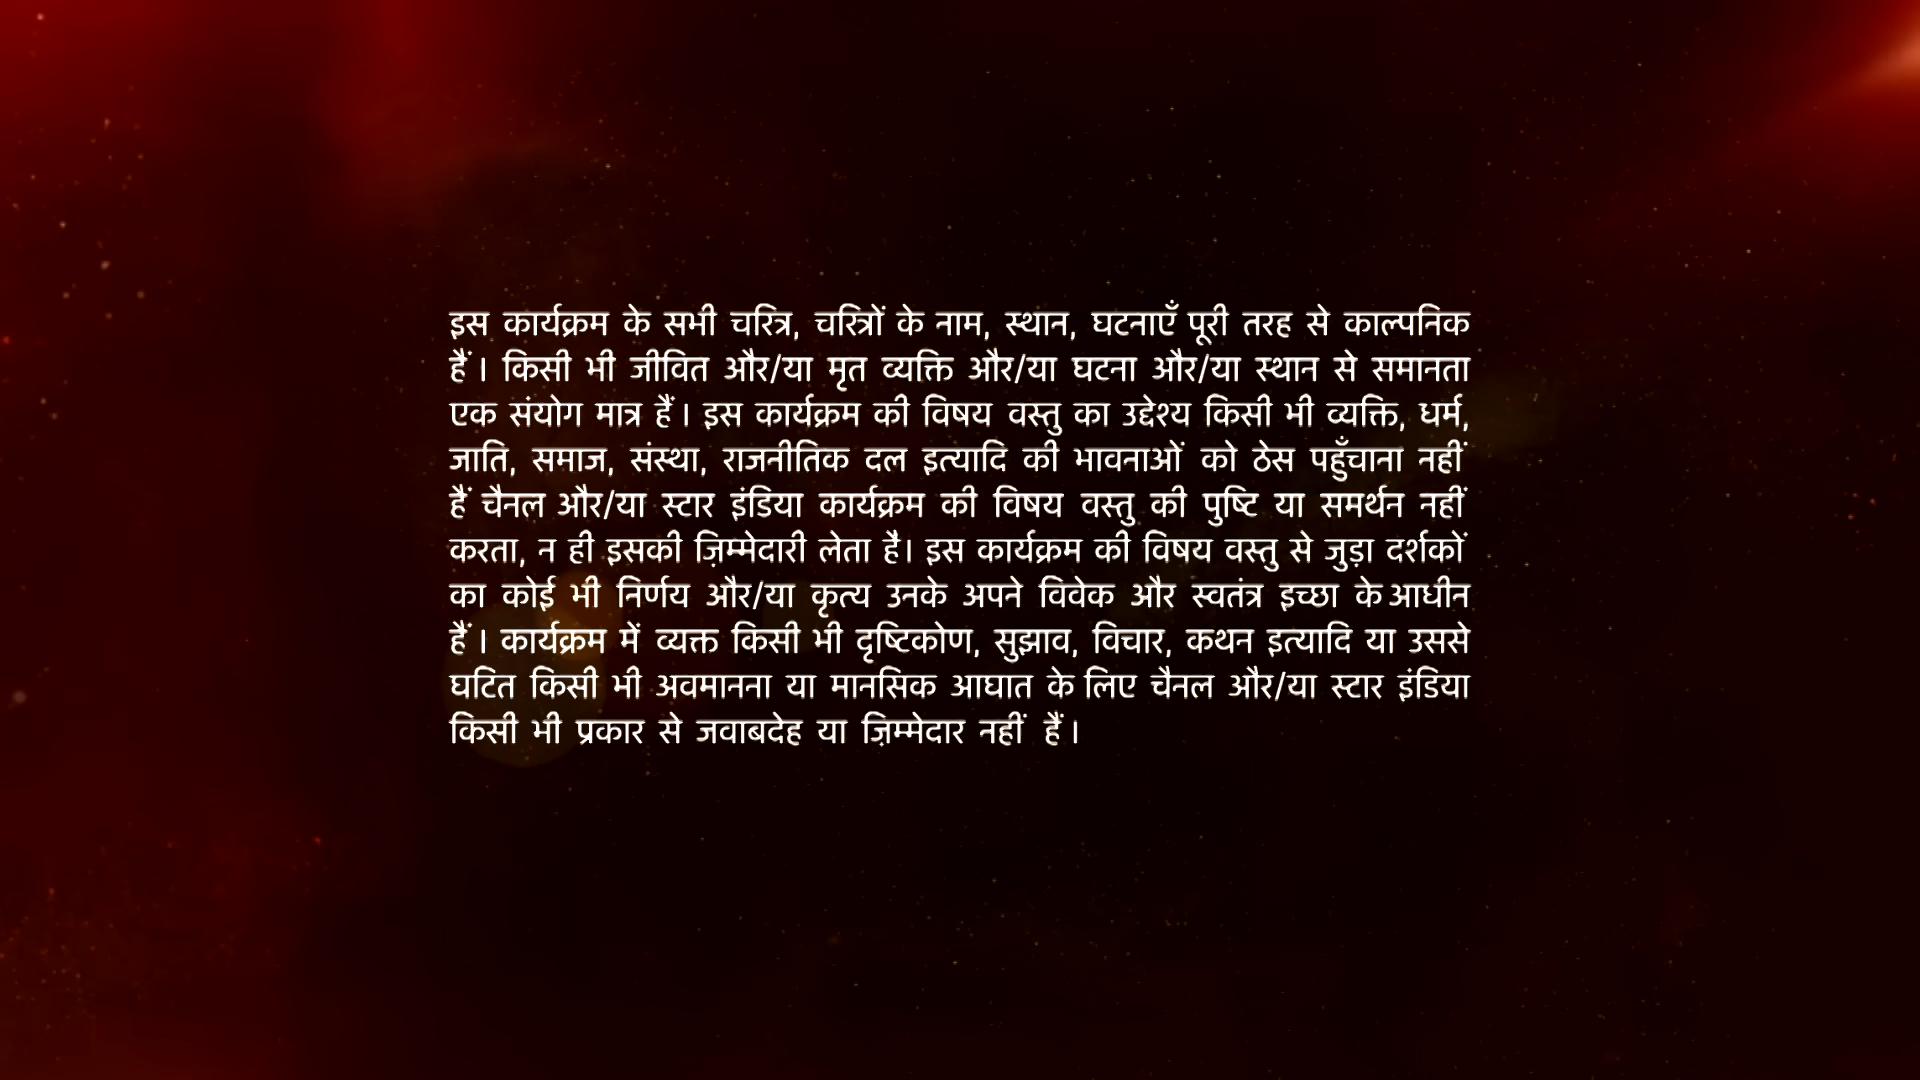 इस कार्यक्रम के सभी चरित्र, चरित्रों के नाम, स्थान, घटनाएँ पूरी तरह से काल्पनिक
हैं । किसी भी जीवित और/या मृत व्यक्ति और/या घटना और/या स्थान से समानता
एक संयोग मात्र हैं । इस कार्यक्रम की विषय वस्तु का उद्देश्य किसी भी व्यक्ति, धर्म,
जाति, समाज, संस्था, राजनीतिक दल इत्यादि की भावनाओं को ठेस पहुँचाना नहीं
हैं चैनल और/या स्टार इंडिया कार्यक्रम की विषय वस्तु की पुष्टि या समर्थन नहीं
करता, न ही इसकी ज़िम्मेदारी लेता है। इस कार्यक्रम की विषय वस्तु से जुड़ा दर्शकों
का कोई भी निर्णय और/या कृत्य उनके अपने विवेक और स्वतंत्र इच्छा के आधीन
हैं । कार्यक्रम में व्यक्त किसी भी दृष्टिकोण, सुझाव, विचार, कथन इत्यादि या उससे
घटित किसी भी अवमानना या मानसिक आघात के लिए चैनल और/या स्टार इंडिया
किसी भी प्रकार से जवाबदेह या ज़िम्मेदार नहीं हैं ।